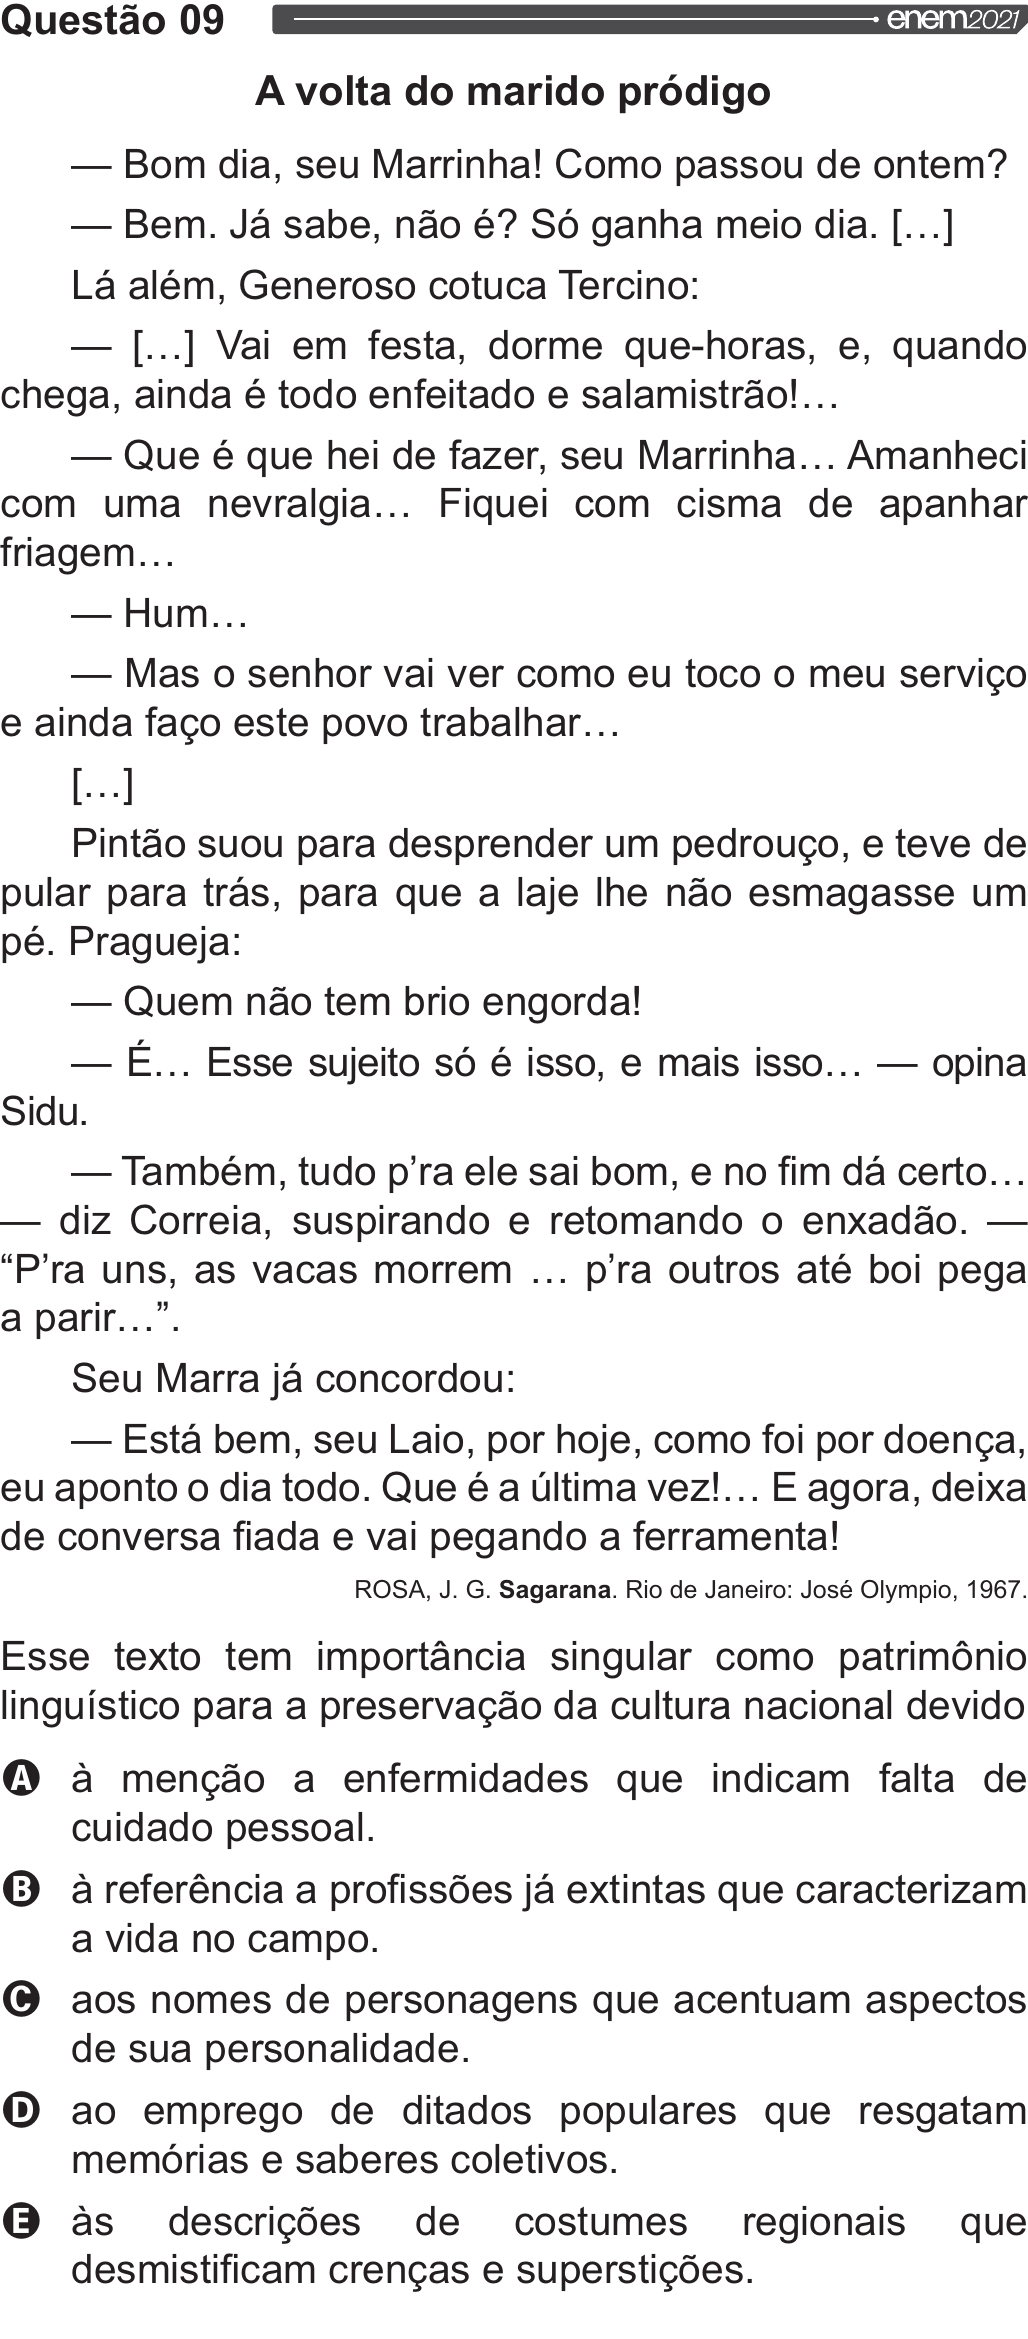 Questão 09 enem2021
A volta do marido pródigo
— Bom dia, seu Marrinha! Como passou de ontem?
— Bem. Já sabe, não é? Só ganha meio dia. […]
Lá além, Generoso cotuca Tercino:
— […] Vai em festa, dorme que-horas, e, quando
chega, ainda é todo enfeitado e salamistrão!…
— Que é que hei de fazer, seu Marrinha… Amanheci
com uma nevralgia… Fiquei com cisma de apanhar
friagem…
— Hum…
— Mas o senhor vai ver como eu toco o meu serviço
e ainda faço este povo trabalhar…
[…]
Pintão suou para desprender um pedrouço, e teve de
pular para trás, para que a laje lhe não esmagasse um
pé. Pragueja:
— Quem não tem brio engorda!
— É… Esse sujeito só é isso, e mais isso… — opina
Sidu.
— Também, tudo p’ra ele sai bom, e no fim dá certo…
— diz Correia, suspirando e retomando o enxadão. —
“P’ra uns, as vacas morrem … p’ra outros até boi pega
a parir…”.
Seu Marra já concordou:
— Está bem, seu Laio, por hoje, como foi por doença,
eu aponto o dia todo. Que é a última vez!… E agora, deixa
de conversa fiada e vai pegando a ferramenta!
ROSA, J. G. Sagarana. Rio de Janeiro: José Olympio, 1967.
Esse texto tem importância singular como patrimônio
linguístico para a preservação da cultura nacional devido
A à menção a enfermidades que indicam falta de
cuidado pessoal.
B à referência a profissões já extintas que caracterizam
a vida no campo.
C aos nomes de personagens que acentuam aspectos
de sua personalidade.
D ao emprego de ditados populares que resgatam
memórias e saberes coletivos.
E às descrições de costumes regionais que
desmistificam crenças e superstições.